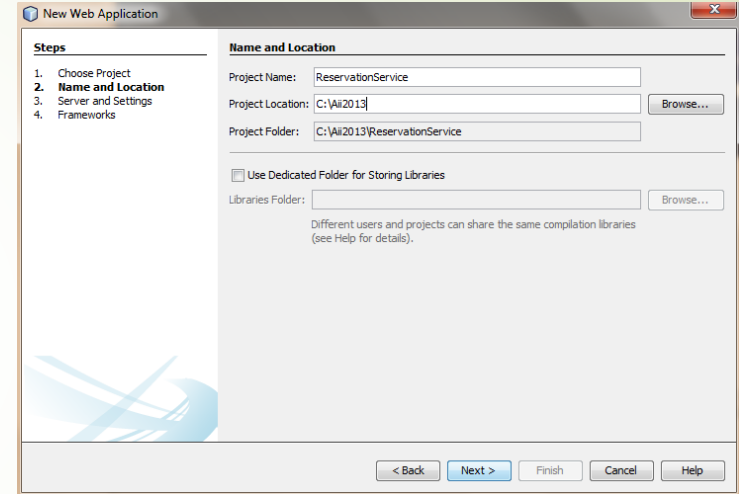 New Web Application
Steps
1. Choose Project
2. Name and Location
3. Server and Settings
4. Frameworks
Name and Location
Project Name: ReservationService
Project Location: C:\Aii2013 Browse...
Project Folder: C:\Aii2013\ReservationService
Use Dedicated Folder for Storing Libraries
Libraries Folder: Browse...
Different users and projects can share the same compilation libraries
(see Help for details).
< Back Next > Finish Cancel Help